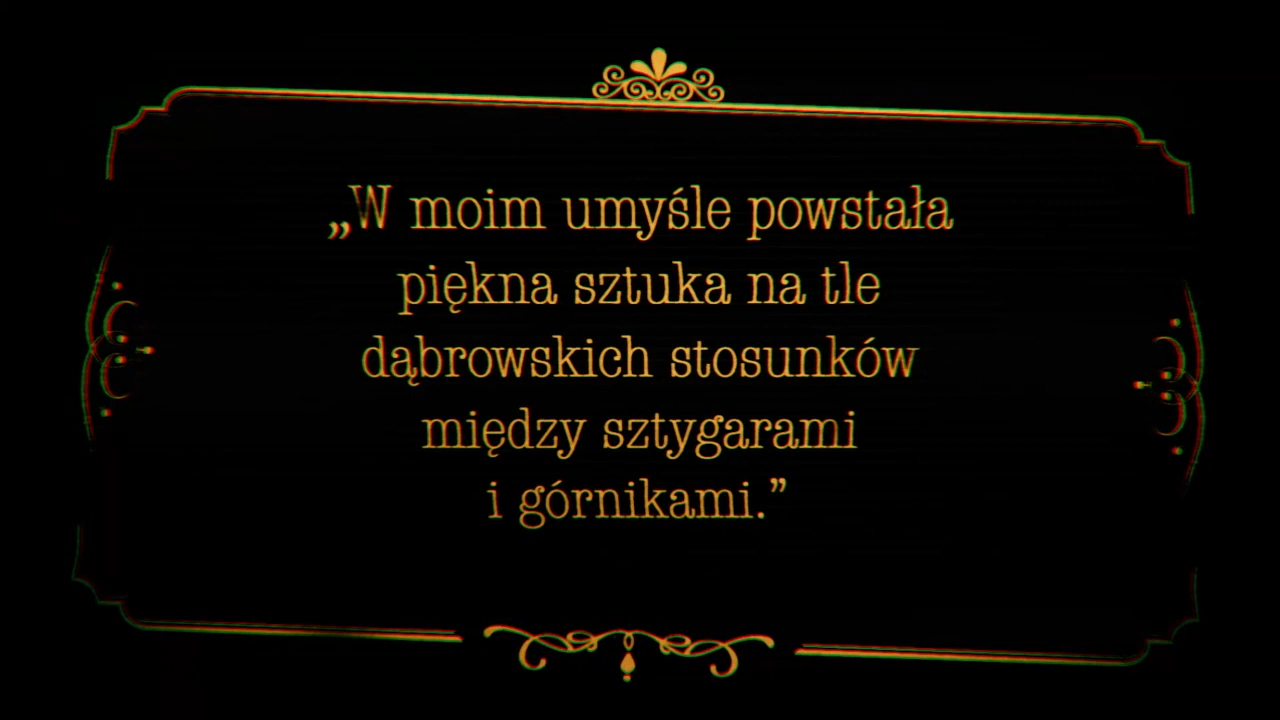 „W moim umyśle powstała
piękna sztuka na tle
dąbrowskich stosunków
między sztygarami
i górnikami.”